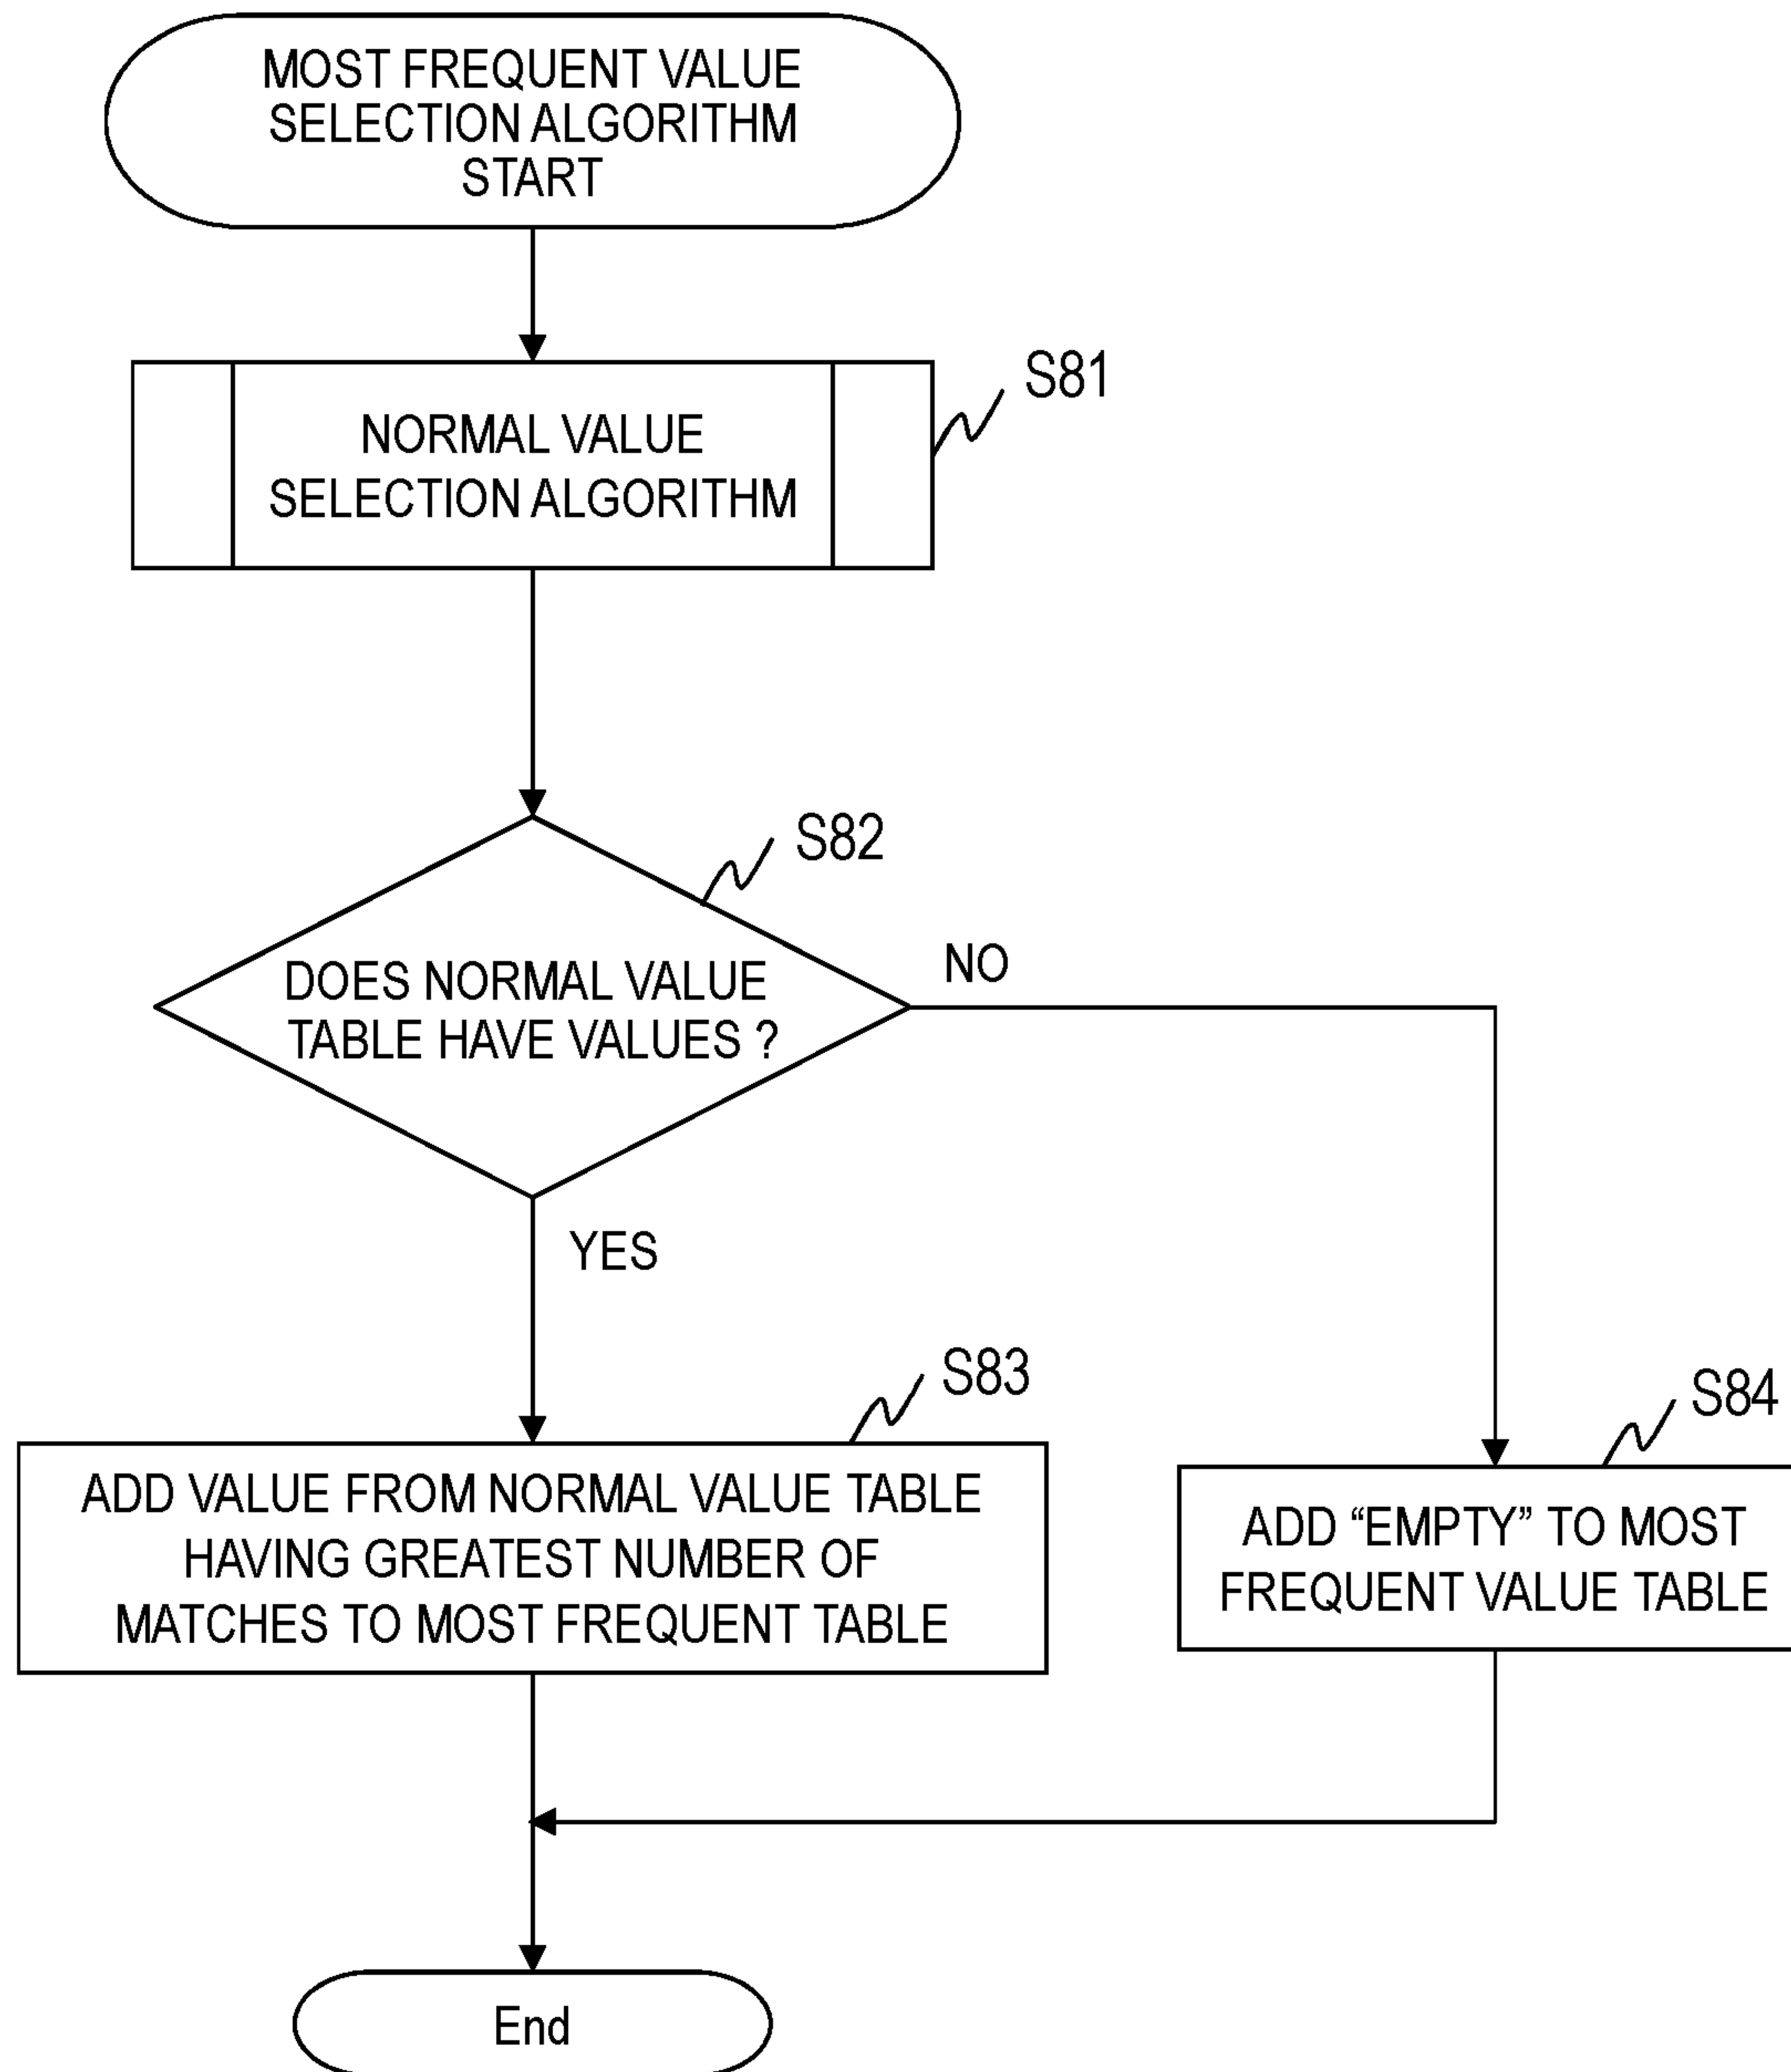 MOST FREQUENT VALUE
SELECTION ALGORITHM
START
S81
NORMAL VALUE
SELECTION ALGORITHM
S82
DOES NORMAL VALUE
TABLE HAVE VALUES ?
NO
YES
S83
ADD VALUE FROM NORMAL VALUE TABLE
HAVING GREATEST NUMBER OF
MATCHES TO MOST FREQUENT TABLE
S84
ADD “EMPTY” TO MOST
FREQUENT VALUE TABLE
End